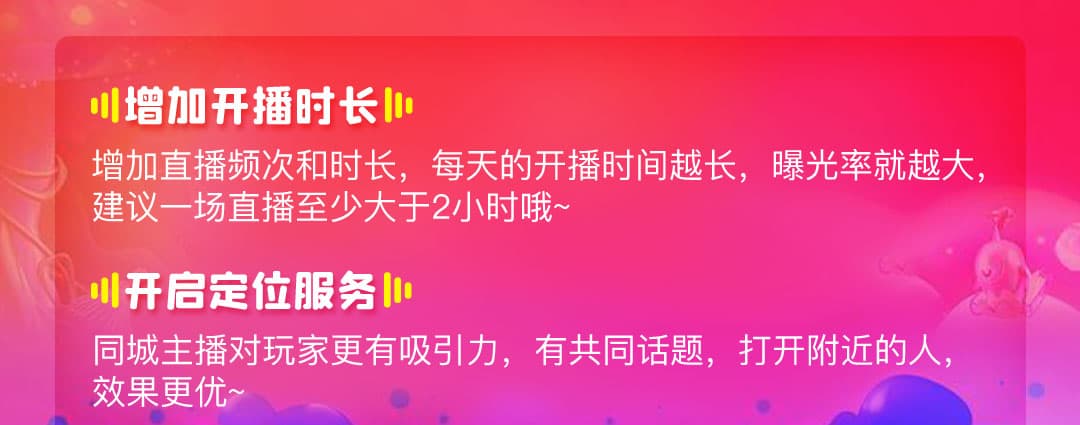 增加开播时长
增加直播频次和时长，每天的开播时间越长，曝光率就越大，
建议一场直播至少大于2小时哦~
开启定位服务
同城主播对玩家更有吸引力，有共同话题，打开附近的人，
效果更优~